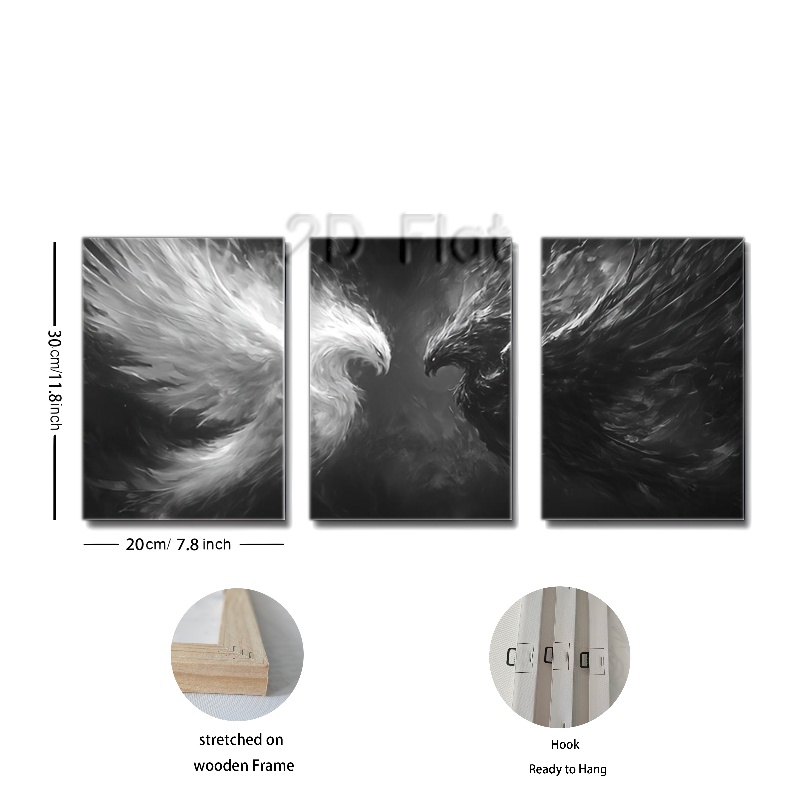 2D Flat
30cm/11.8inch
20cm/ 7.8 inch
stretched on
wooden Frame
Hook
Ready to Hang